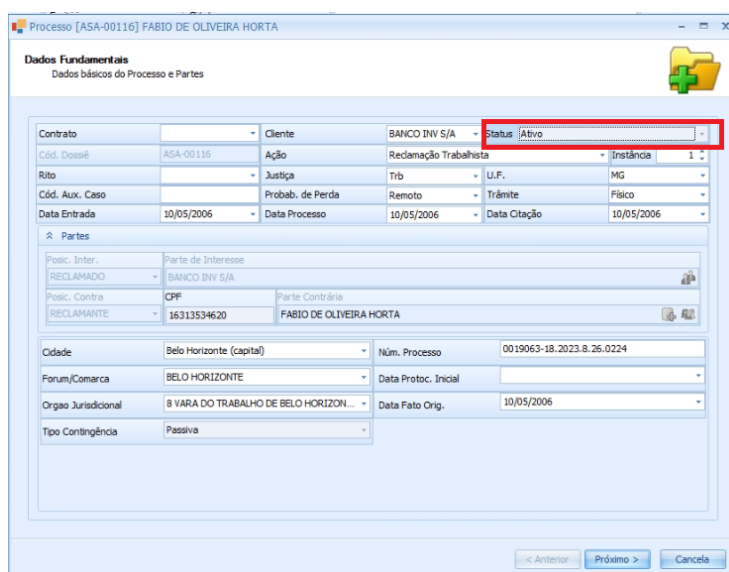 Processo [ASA-00116] FABIO DE OLIVEIRA HORTA
Dados Fundamentais
Dados básicos do Processo e Partes
Contrato Cliente BANCO INV S/A Status Ativo
Cód. Dossiê ASA-00116 Ação Reclamação Trabalhista Instância 1
Rito Justiça Trb U.F. MG
Cód. Aux. Caso Probab. de Perda Remoto Trâmite Físico
Data Entrada 10/05/2006 Data Processo 10/05/2006 Data Citação 10/05/2006
Partes
Posic. Inter. Parte de Interesse
RECLAMADO BANCO INV S/A
Posic. Contra CPF Parte Contrária
RECLAMANTE 16313534620 FABIO DE OLIVEIRA HORTA
Cidade Belo Horizonte (capital) Núm. Processo 0019063-18.2023.8.26.0224
Forum/Comarca BELO HORIZONTE Data Protoc. Inicial
Orgao Jurisdicional 8 VARA DO TRABALHO DE BELO HORIZON... Data Fato Orig. 10/05/2006
Tipo Contingência Passiva
< Anterior Próximo > Cancela